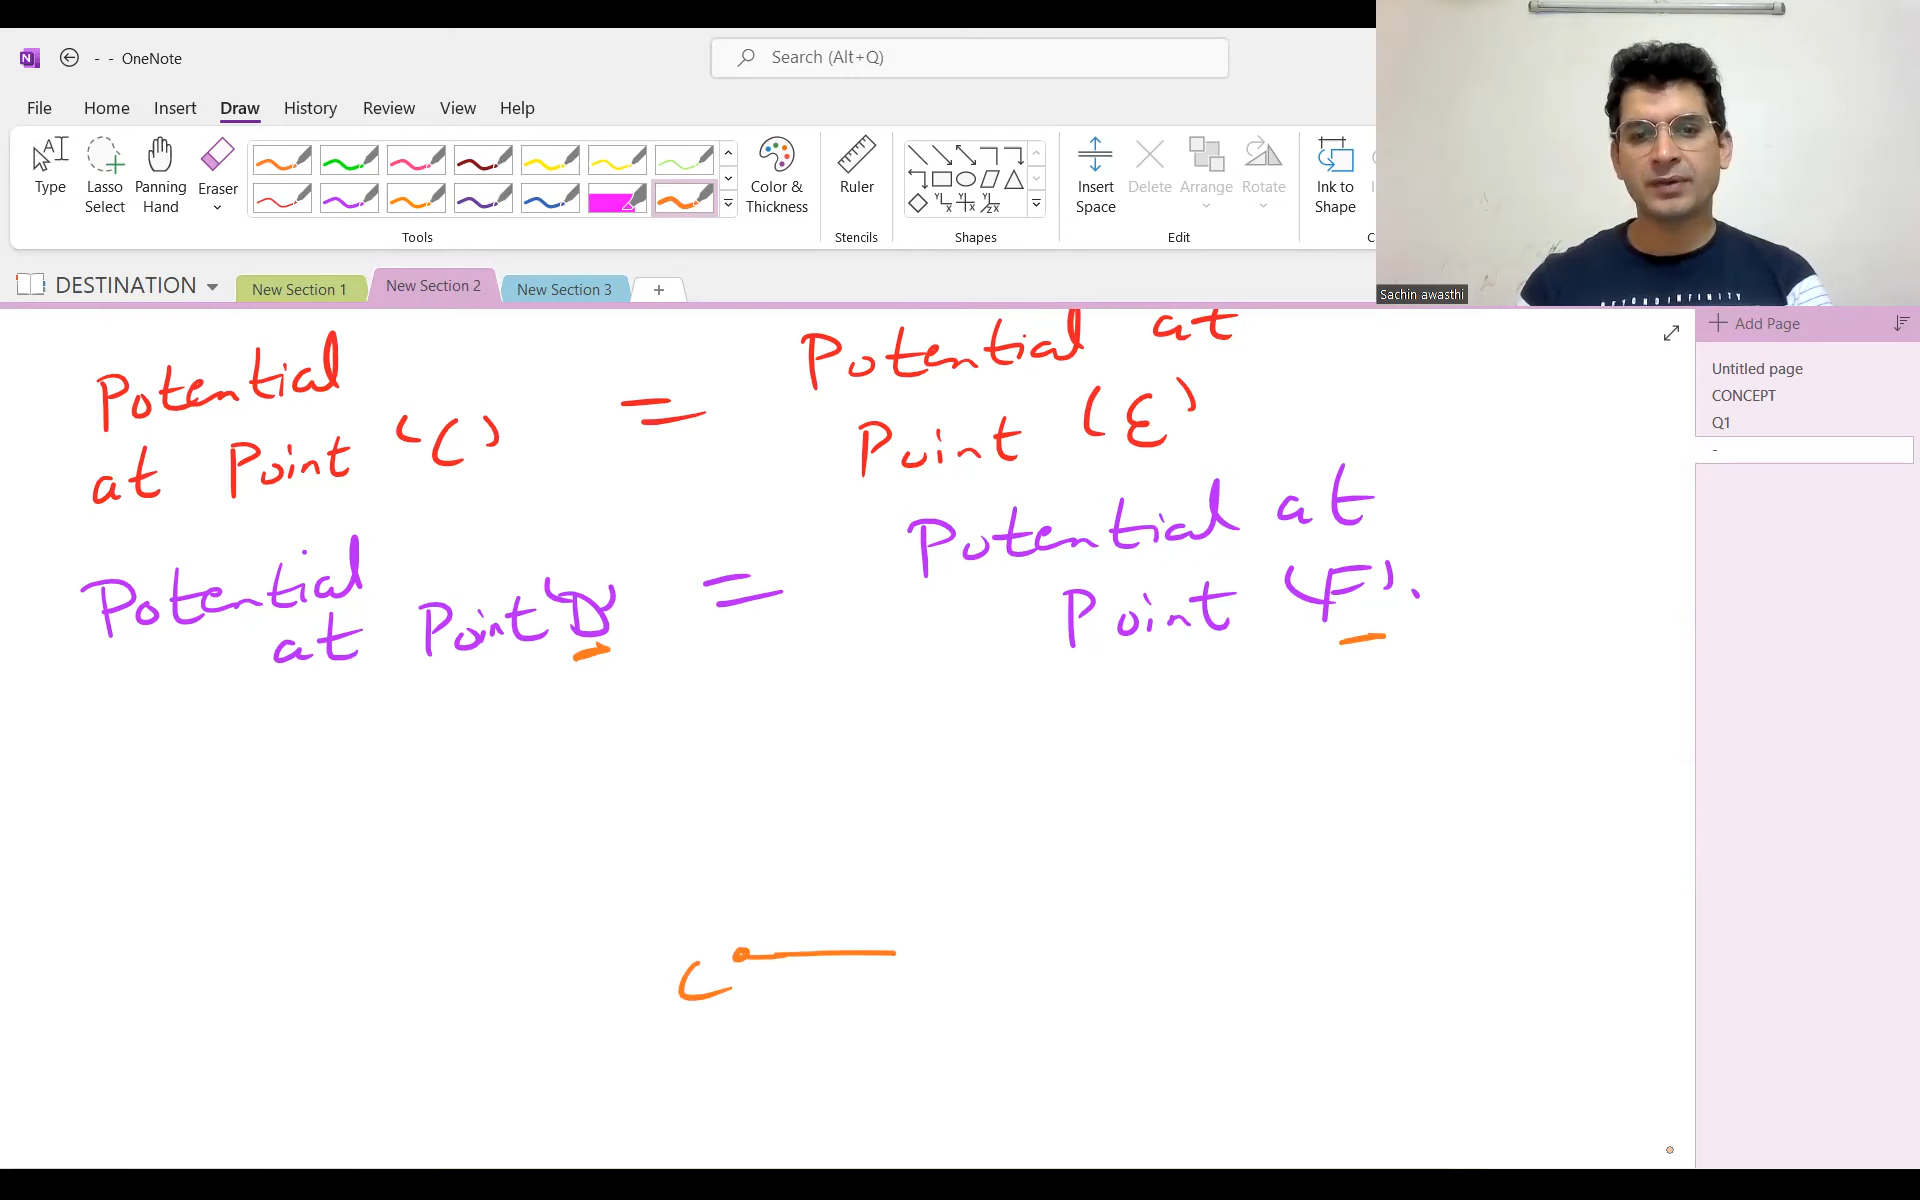 - - OneNote
Search (Alt+Q)
File Home Insert Draw History Review View Help
Type
Lasso Select
Panning Hand
Eraser
Color & Thickness
Ruler
Insert Space
Delete
Arrange
Rotate
Ink to Shape
Tools
Stencils
Shapes
Edit
DESTINATION
New Section 1
New Section 2
New Section 3
BEYOND INFINITY
Sachin awasthi
Add Page
Untitled page
CONCEPT
Q1
-
Potential
at Point 'C'
=
Potential at
Point 'E'
Potential
at Point 'D'
=
Potential at
Point 'F'.
C